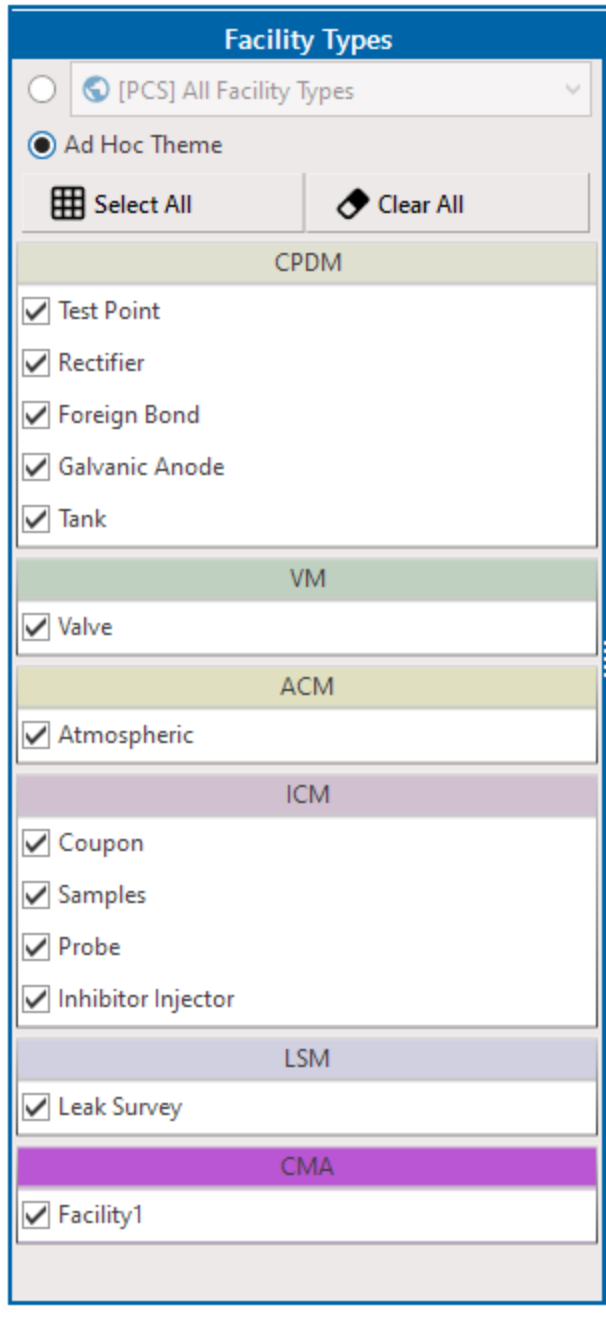 Facility Types
[PCS] All Facility Types
Ad Hoc Theme
Select All
Clear All
CPDM
Test Point
Rectifier
Foreign Bond
Galvanic Anode
Tank
VM
Valve
ACM
Atmospheric
ICM
Coupon
Samples
Probe
Inhibitor Injector
LSM
Leak Survey
CMA
Facility1